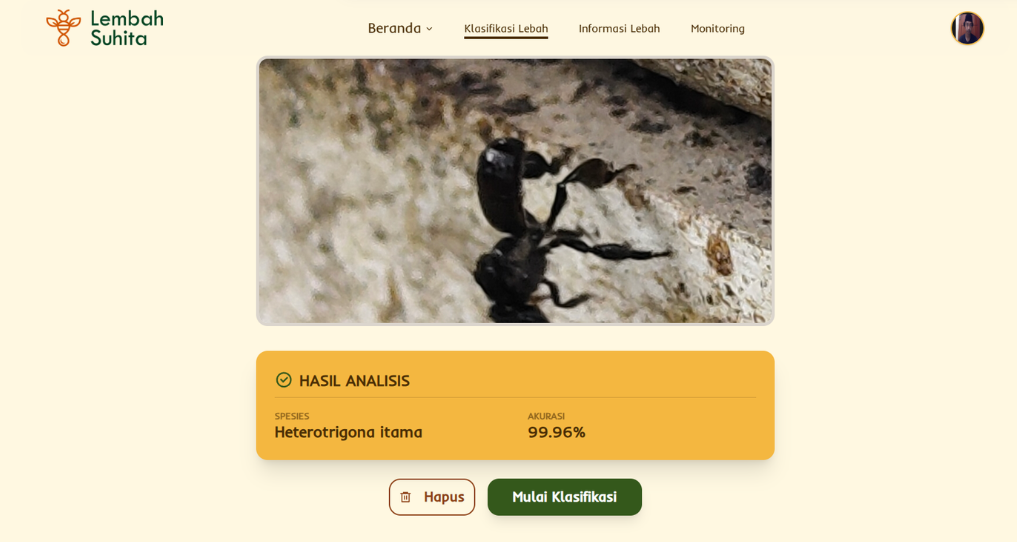 Lembah
Suhita
Beranda
Klasifikasi Lebah
Informasi Lebah
Monitoring
HASIL ANALISIS
SPESIES
AKURASI
Heterotrigona itama
99.96%
Hapus
Mulai Klasifikasi